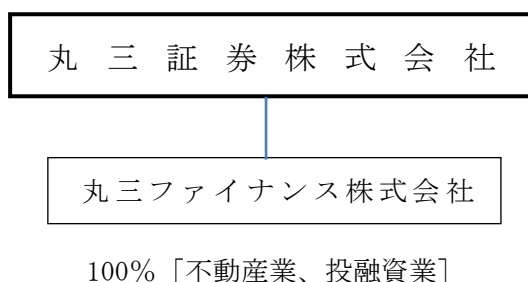 丸三証券株式会社
丸三ファイナンス株式会社
100%［不動産業、投融資業］